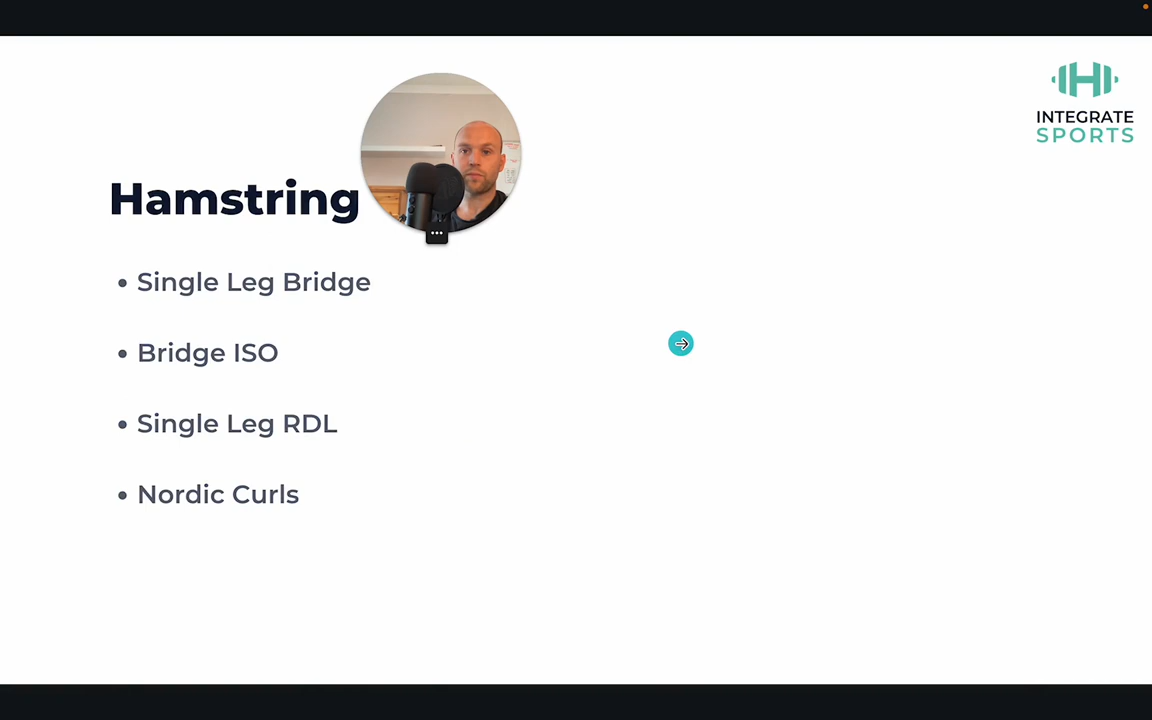 INTEGRATE
SPORTS
Hamstring
• Single Leg Bridge
• Bridge ISO
• Single Leg RDL
• Nordic Curls